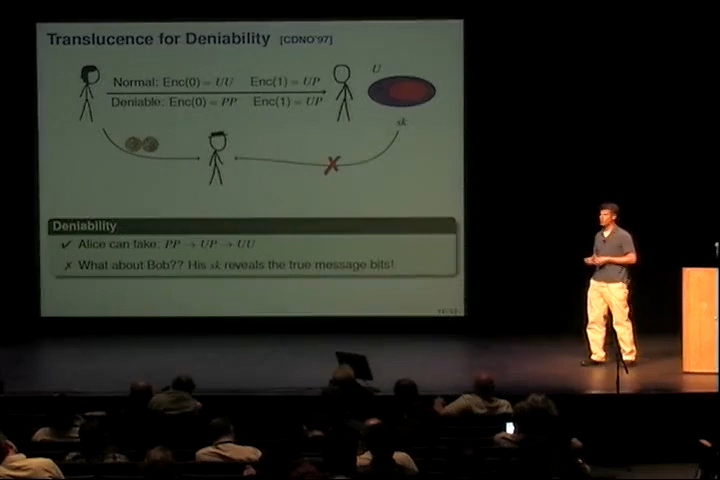 Translucence for Deniability [CDNO'97]
Normal: Enc(0) = UU Enc(1) = UP
Deniable: Enc(0) = PP Enc(1) = UP
U
sk
Deniability
✔ Alice can fake: PP → UP → UU
✗ What about Bob?? His sk reveals the true message bits!